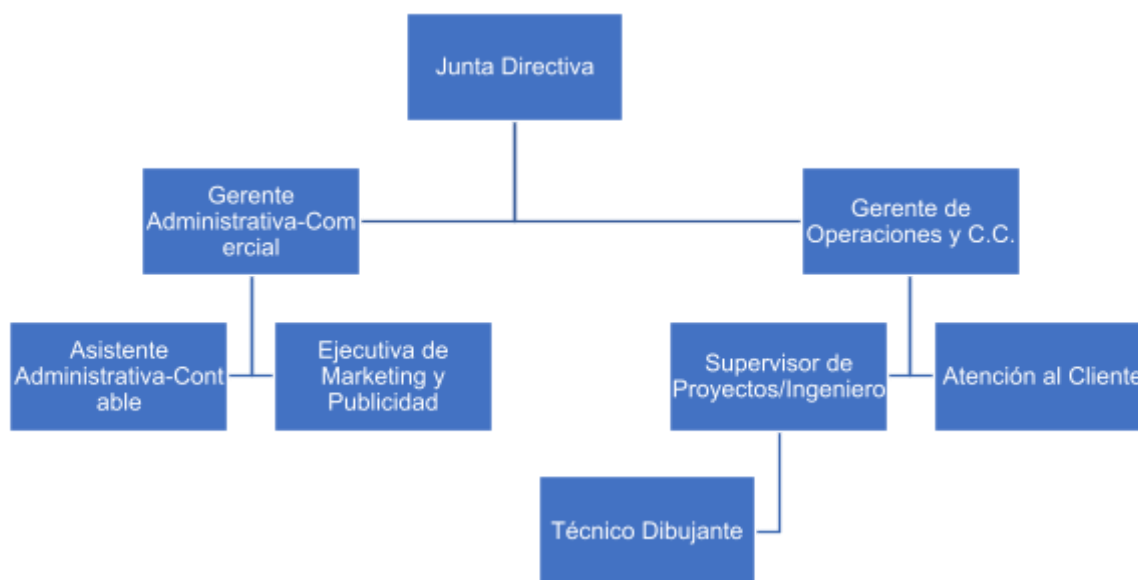 Junta Directiva
Gerente
Administrativa-Com
ercial
Gerente de
Operaciones y C.C.
Asistente
Administrativa-Cont
able
Ejecutiva de
Marketing y
Publicidad
Supervisor de
Proyectos/Ingeniero
Atención al Cliente
Técnico Dibujante